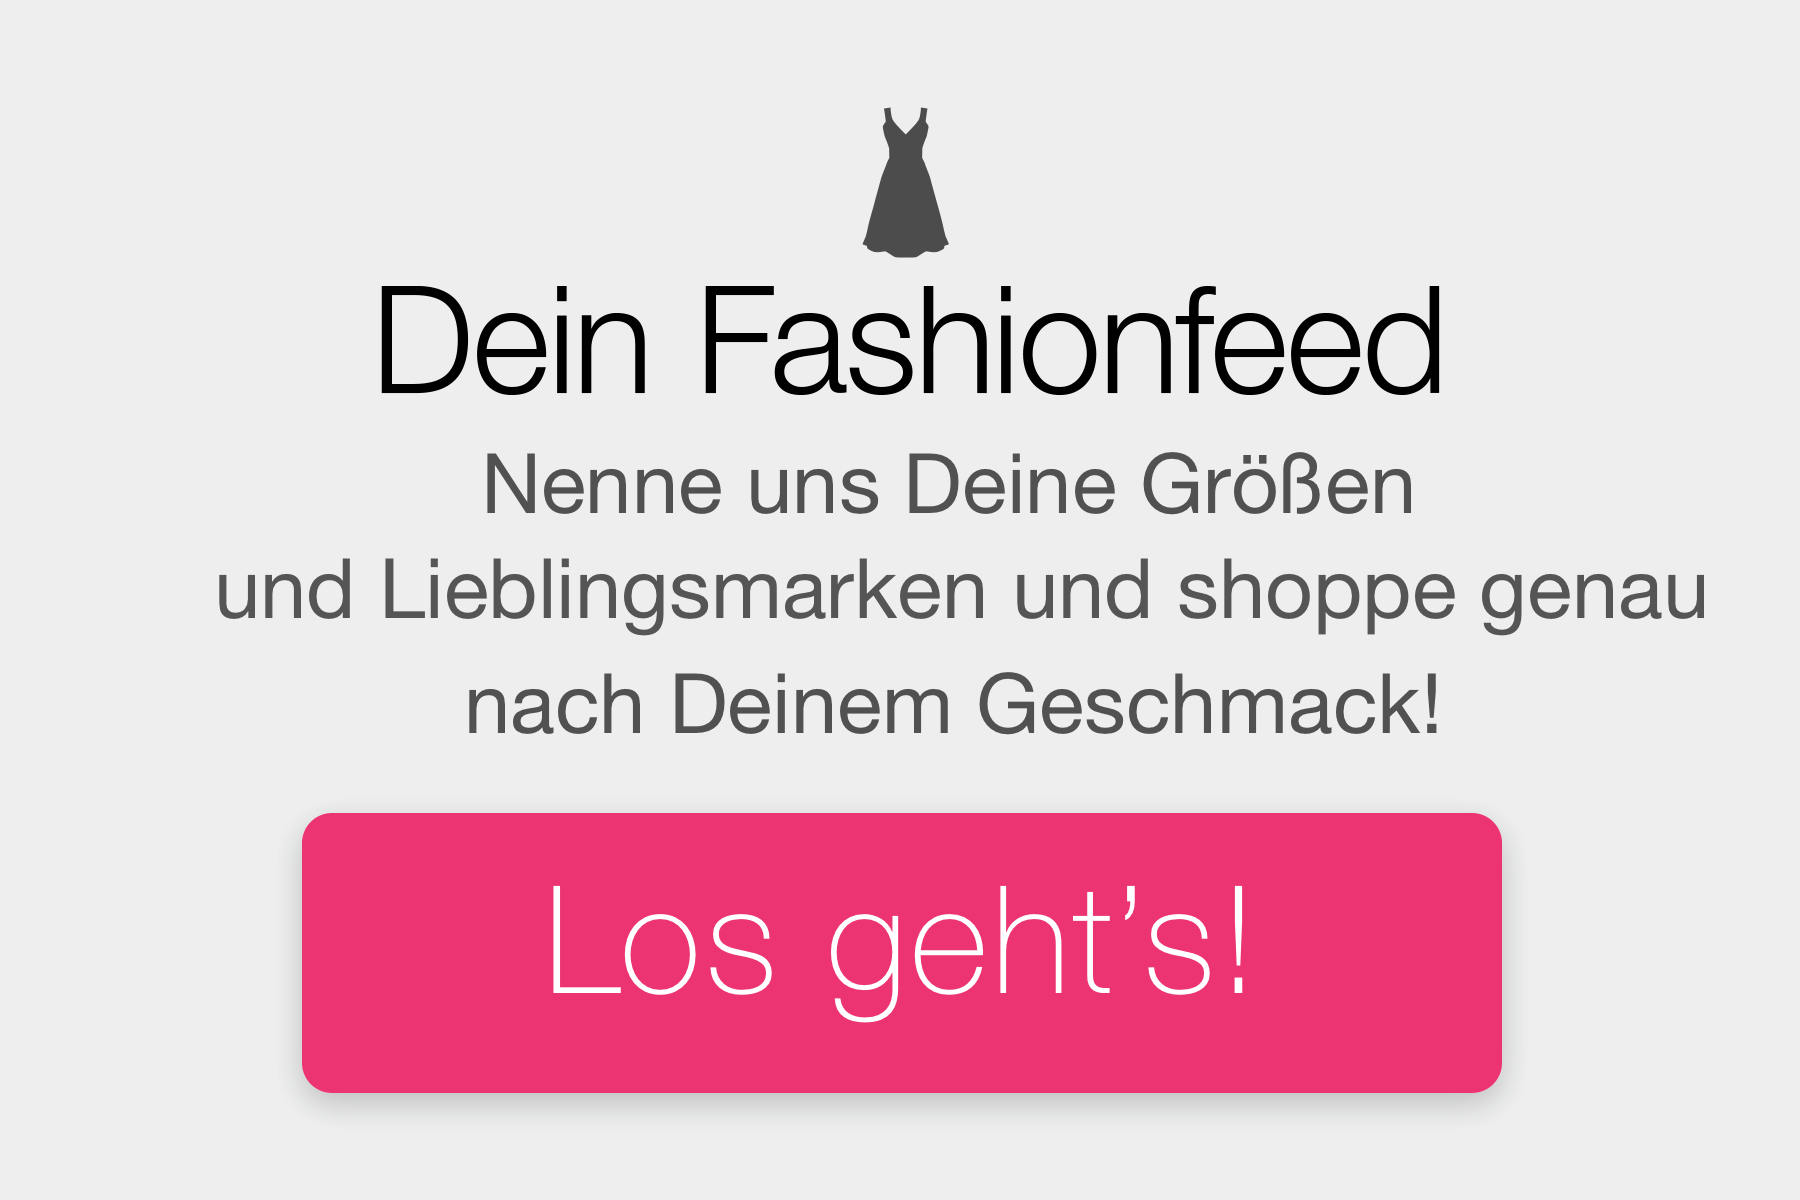 Dein Fashionfeed
Nenne uns Deine Größen
und Lieblingsmarken und shoppe genau
nach Deinem Geschmack!
Los geht’s!